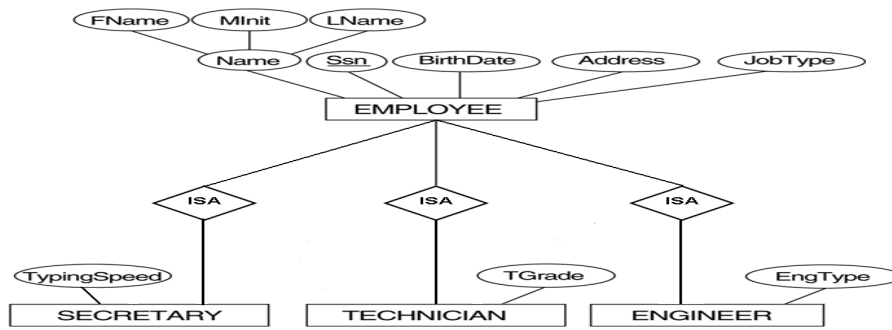 FName MInit LName
Name Ssn BirthDate Address JobType
EMPLOYEE
ISA ISA ISA
TypingSpeed TGrade EngType
SECRETARY TECHNICIAN ENGINEER